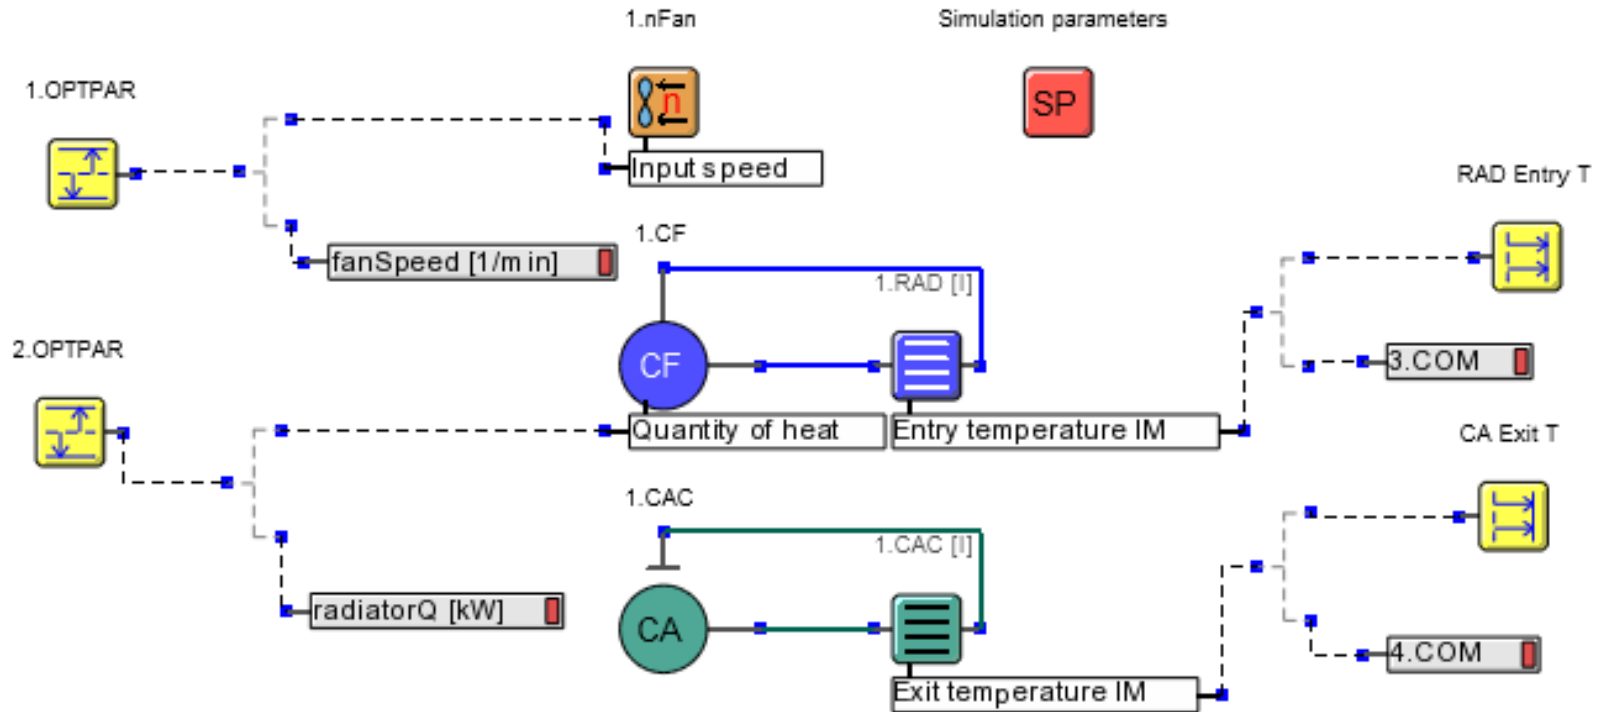 1.nFan
Simulation parameters
1.OPTPAR
n
SP
Input speed
RAD Entry T
1.CF
fanSpeed [1/min]
1.RAD [I]
2.OPTPAR
CF
3.COM
Quantity of heat
Entry temperature IM
CA Exit T
1.CAC
1.CAC [I]
radiatorQ [kW]
CA
4.COM
Exit temperature IM